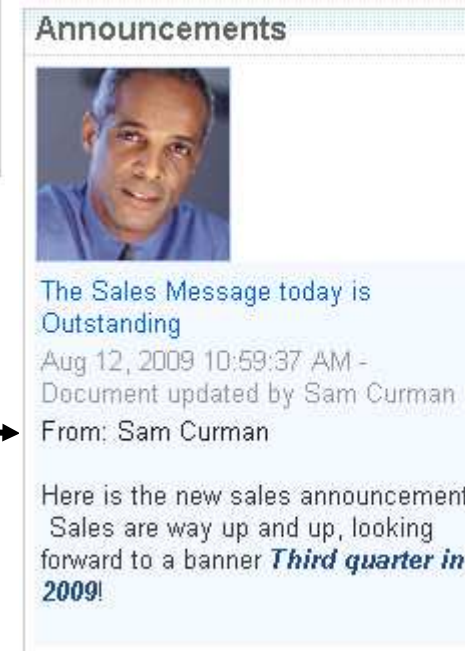 Announcements
The Sales Message today is
Outstanding
Aug 12, 2009 10:59:37 AM -
Document updated by Sam Curman
From: Sam Curman
Here is the new sales announcement
Sales are way up and up, looking
forward to a banner Third quarter in
2009!